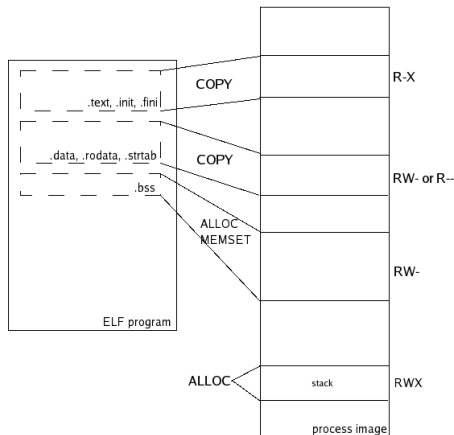 COPY
R-X
.text, .init, .fini
COPY
.data, .rodata, .strtab
RW- or R--
.bss
ALLOC
MEMSET
RW-
ELF program
ALLOC
stack
RWX
process image